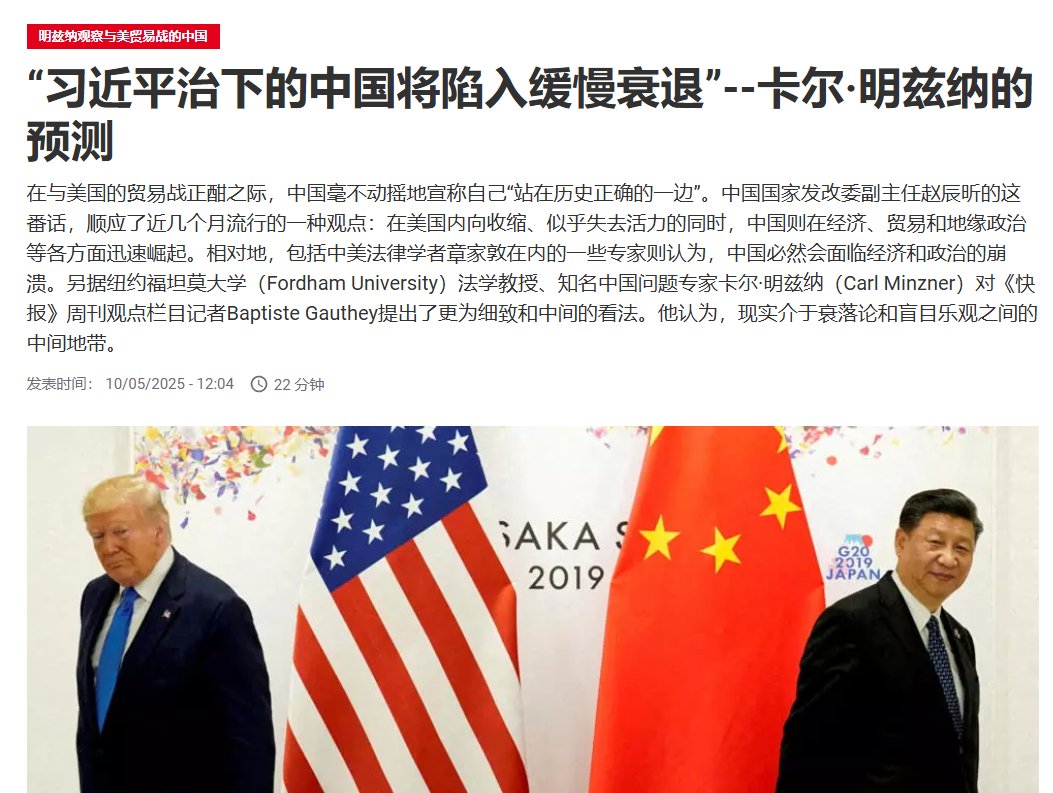 明兹纳观察与美贸易战的中国
“习近平治下的中国将陷入缓慢衰退”--卡尔·明兹纳的
预测
在与美国的贸易战正酣之际，中国毫不动摇地宣称自己“站在历史正确的一边”。中国国家发改委副主任赵辰昕的这
番话，顺应了近几个月流行的一种观点：在美国内向收缩、似乎失去活力的同时，中国则在经济、贸易和地缘政治
等各方面迅速崛起。相对地，包括中美法律学者章家敦在内的一些专家则认为，中国必然会面临经济和政治的崩
溃。另据纽约福坦莫大学（Fordham University）法学教授、知名中国问题专家卡尔·明兹纳（Carl Minzner）对《快
报》周刊观点栏目记者Baptiste Gauthey提出了更为细致和中间的看法。他认为，现实介于衰落论和盲目乐观之间的
中间地带。
发表时间： 10/05/2025 - 12:04 22 分钟
SAKA S
2019
G20
2019
JAPAN